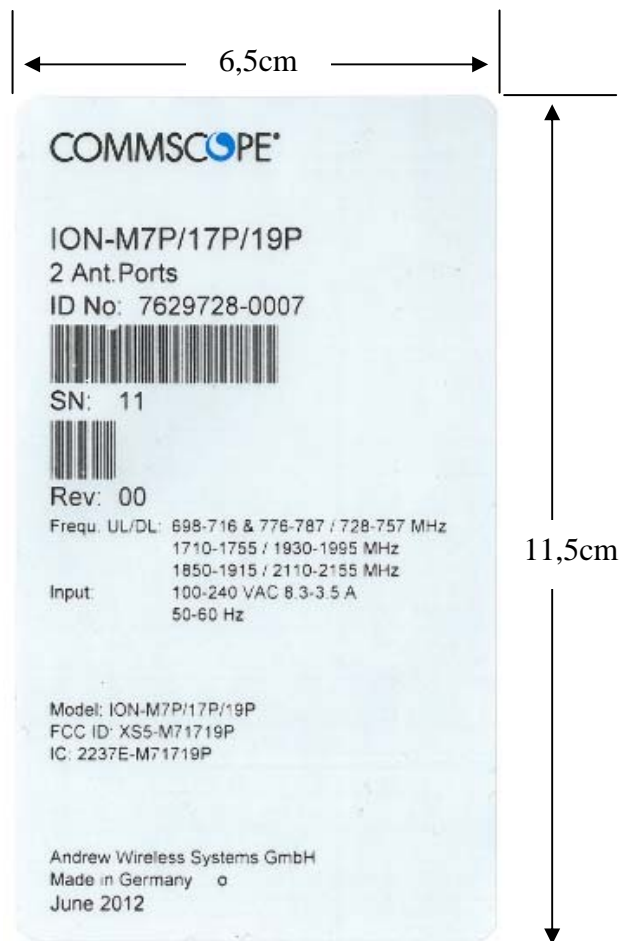 6,5cm
COMMSCOPE
ION-M7P/17P/19P
2 Ant.Ports
ID No: 7629728-0007
SN: 11
Rev: 00
Frequ. UL/DL: 698-716 & 776-787 / 728-757 MHz
1710-1755 / 1930-1995 MHz
1850-1915 / 2110-2155 MHz
Input: 100-240 VAC 8.3-3.5 A
50-60 Hz
11,5cm
Model: ION-M7P/17P/19P
FCC ID: XS5-M71719P
IC: 2237E-M71719P
Andrew Wireless Systems GmbH
Made in Germany o
June 2012